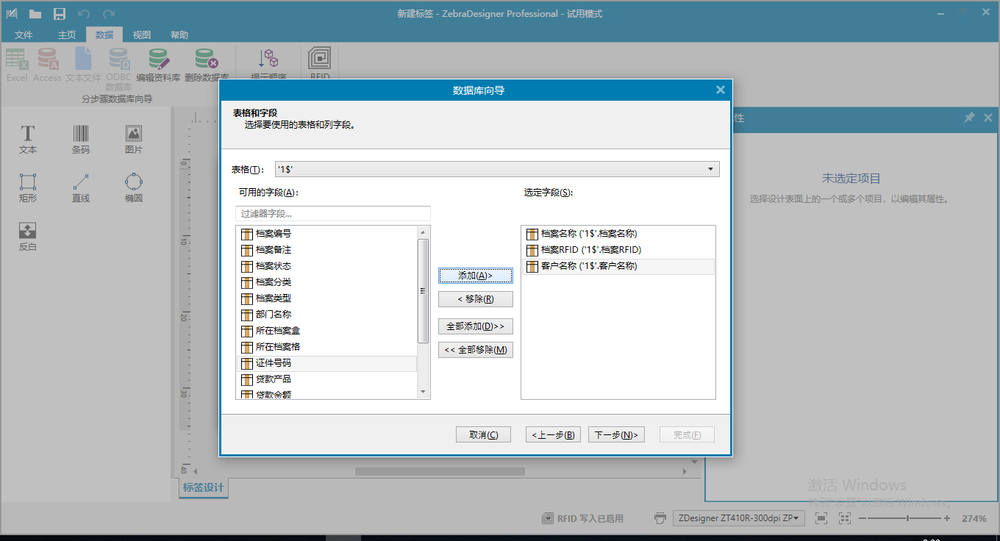 新建标签 - ZebraDesigner Professional - 试用模式
文件 主页 数据 视图 帮助
Excel Access 文本文件 ODBC 数据库 编辑资料库 删除数据库 提示顺序 RFID
分步骤数据库向导
文本 条码 图片
矩形 直线 椭圆
反白
0
10
20
30
40
数据库向导
表格和字段
选择要使用的表格和列字段。
表格(T): '1$'
可用的字段(A):
过滤器字段...
档案编号
档案备注
档案状态
档案分类
档案类型
部门名称
所在档案盒
所在档案格
证件号码
贷款产品
贷款金额
添加(A)>
< 移除(R)
全部添加(D)>>
<< 全部移除(M)
选定字段(S):
档案名称 ('1$'.档案名称)
档案RFID ('1$'.档案RFID)
客户名称 ('1$'.客户名称)
取消(C) <上一步(B) 下一步(N)> 完成(F)
性
未选定项目
选择设计表面上的一个或多个项目，以编辑其属性。
标签设计
激活 Windows
转到"设置"以激活 Windows。
RFID 写入已启用 ZDesigner ZT410R-300dpi ZP 274%